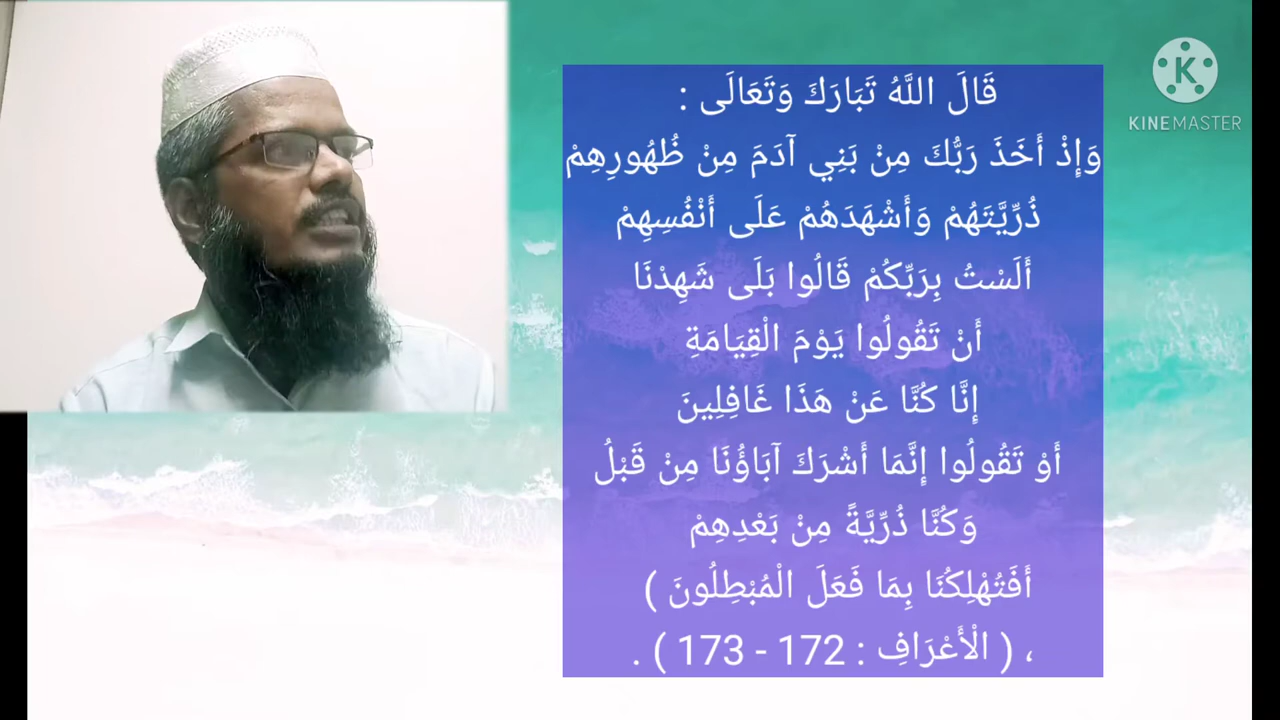 قَالَ اللَّهُ تَبَارَكَ وَتَعَالَى :
وَإِذْ أَخَذَ رَبُّكَ مِنْ بَنِي آدَمَ مِنْ ظُهُورِهِمْ
ذُرِّيَّتَهُمْ وَأَشْهَدَهُمْ عَلَى أَنْفُسِهِمْ
أَلَسْتُ بِرَبِّكُمْ قَالُوا بَلَى شَهِدْنَا
أَنْ تَقُولُوا يَوْمَ الْقِيَامَةِ
إِنَّا كُنَّا عَنْ هَذَا غَافِلِينَ
أَوْ تَقُولُوا إِنَّمَا أَشْرَكَ آبَاؤُنَا مِنْ قَبْلُ
وَكُنَّا ذُرِّيَّةً مِنْ بَعْدِهِمْ
أَفَتُهْلِكُنَا بِمَا فَعَلَ الْمُبْطِلُونَ )
، ( الْأَعْرَافِ : 172 - 173 ) .
K
KINEMASTER